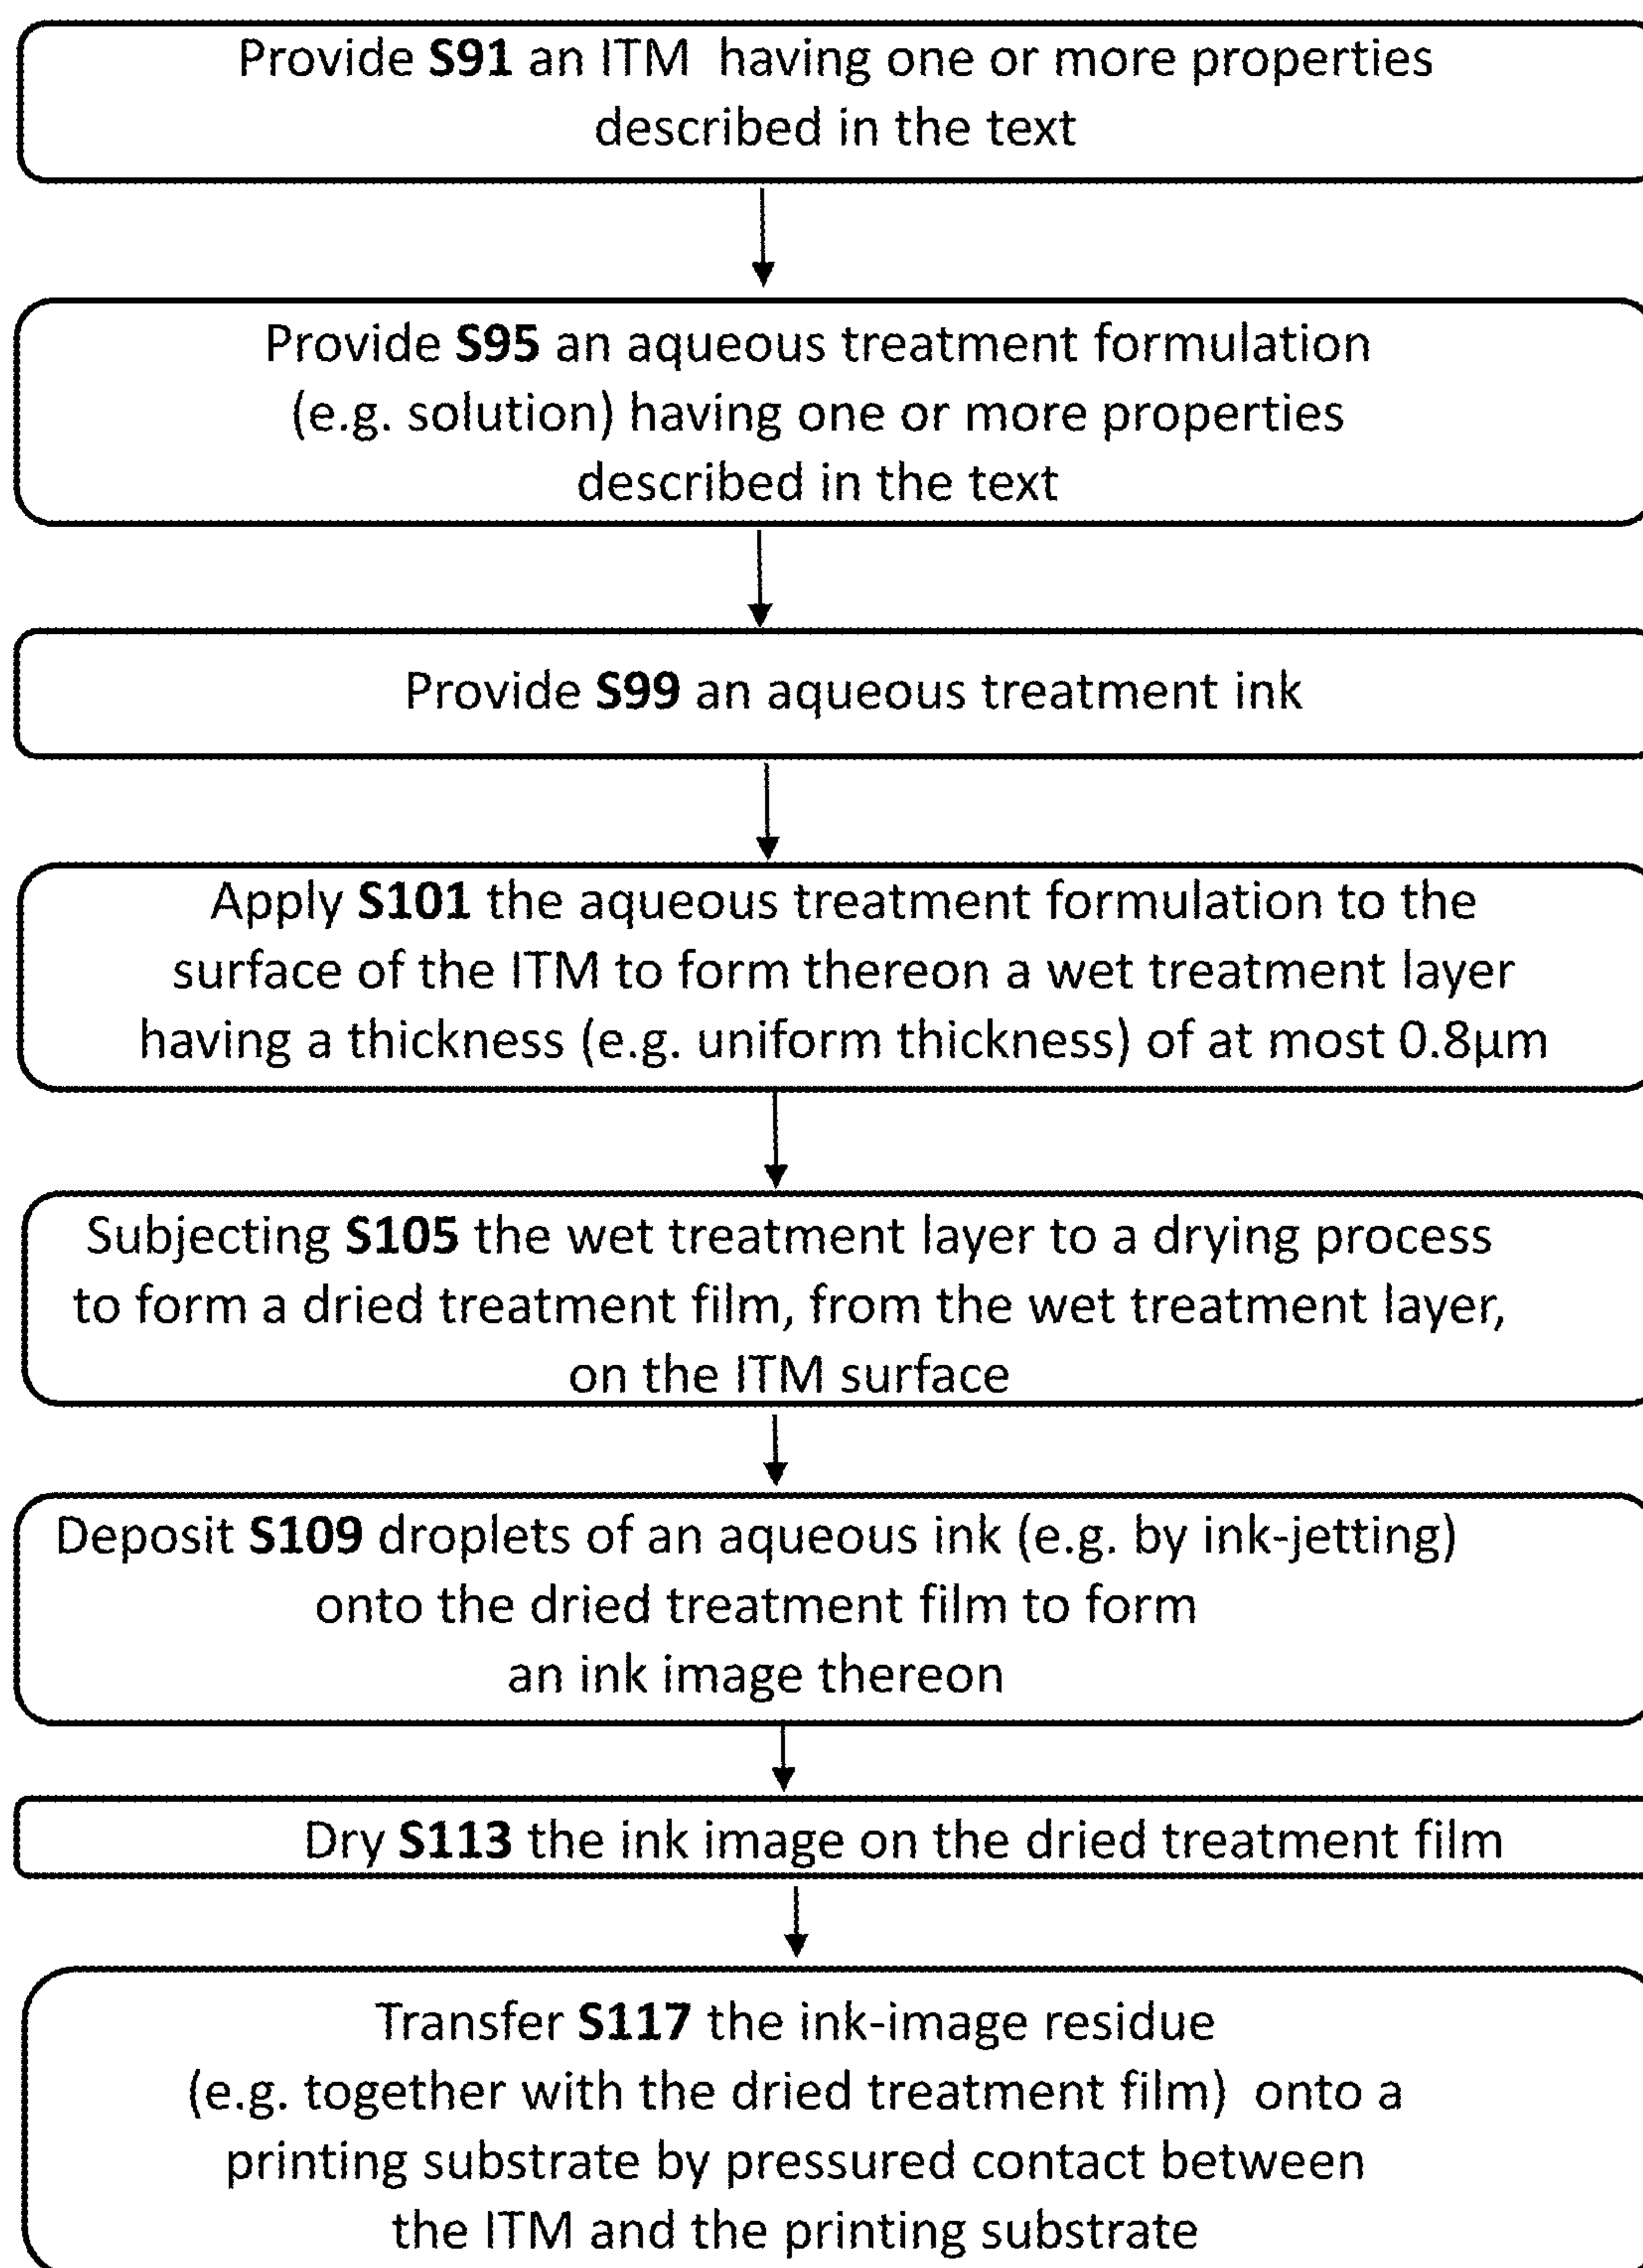 Provide S91 an ITM having one or more properties
described in the text
Provide S95 an aqueous treatment formulation
(e.g. solution) having one or more properties
described in the text
Provide S99 an aqueous treatment ink
Apply S101 the aqueous treatment formulation to the
surface of the ITM to form thereon a wet treatment layer
having a thickness (e.g. uniform thickness) of at most 0.8µm
Subjecting S105 the wet treatment layer to a drying process
to form a dried treatment film, from the wet treatment layer,
on the ITM surface
Deposit S109 droplets of an aqueous ink (e.g. by ink-jetting)
onto the dried treatment film to form
an ink image thereon
Dry S113 the ink image on the dried treatment film
Transfer S117 the ink-image residue
(e.g. together with the dried treatment film) onto a
printing substrate by pressured contact between
the ITM and the printing substrate